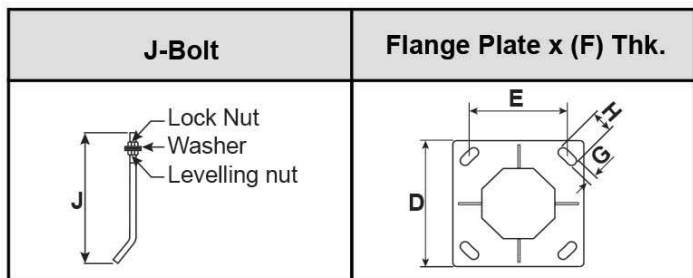 J-Bolt
Flange Plate x (F) Thk.
Lock Nut
Washer
Levelling nut
J
E
H
G
D